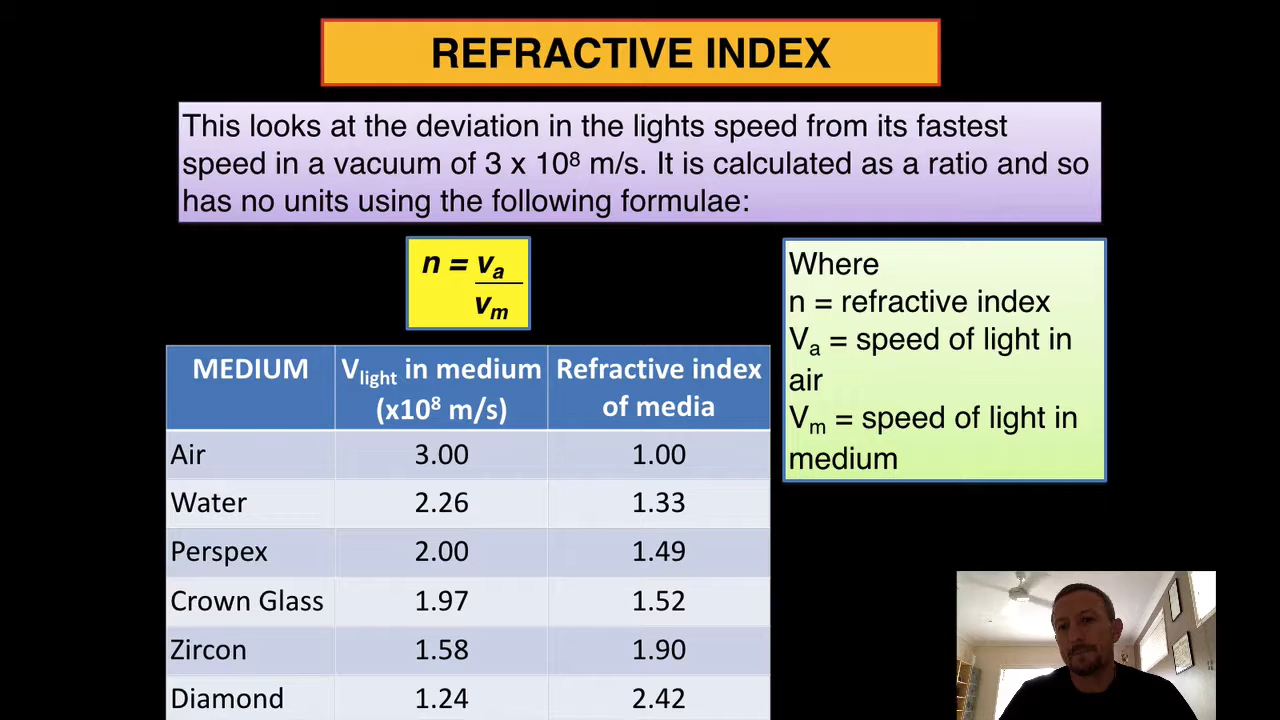 REFRACTIVE INDEX
This looks at the deviation in the lights speed from its fastest
speed in a vacuum of 3 x 10⁸ m/s. It is calculated as a ratio and so
has no units using the following formulae:
n = vₐ
vₘ
Where
n = refractive index
Vₐ = speed of light in
air
Vₘ = speed of light in
medium
MEDIUM Vlight in medium (x10⁸ m/s) Refractive index of media
Air 3.00 1.00
Water 2.26 1.33
Perspex 2.00 1.49
Crown Glass 1.97 1.52
Zircon 1.58 1.90
Diamond 1.24 2.42